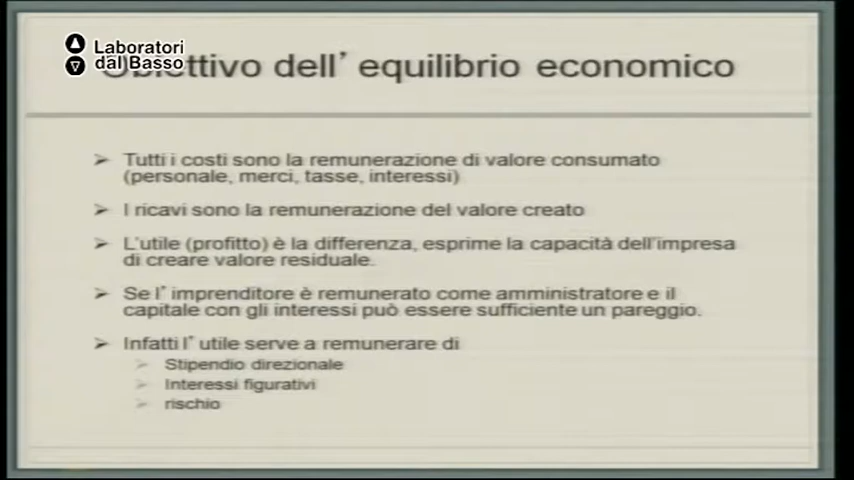 Laboratori
dal Basso
Obiettivo dell' equilibrio economico
Tutti i costi sono la remunerazione di valore consumato
(personale, merci, tasse, interessi)
I ricavi sono la remunerazione del valore creato
L'utile (profitto) è la differenza, esprime la capacità dell'impresa
di creare valore residuale.
Se l' imprenditore è remunerato come amministratore e il
capitale con gli interessi può essere sufficiente un pareggio.
Infatti l' utile serve a remunerare di
Stipendio direzionale
Interessi figurativi
rischio